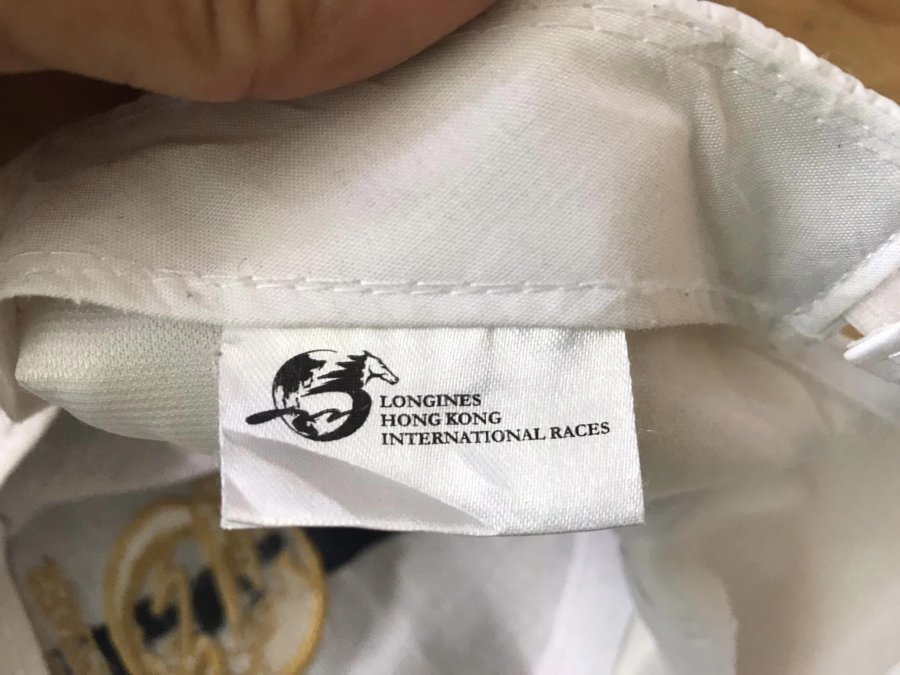 LONGINES
HONG KONG
INTERNATIONAL RACES